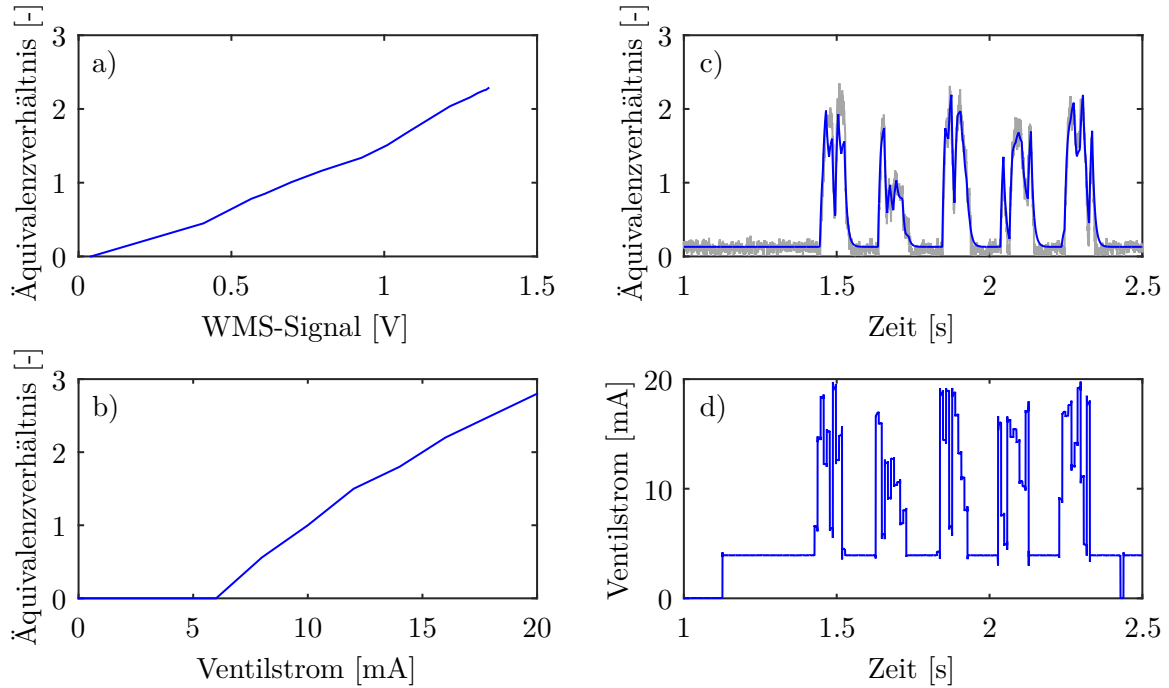 Äquivalenzverhältnis [-]
3
2
1
0
a)
0
0.5
1
1.5
WMS-Signal [V]
Äquivalenzverhältnis [-]
3
2
1
0
c)
1
1.5
2
2.5
Zeit [s]
Äquivalenzverhältnis [-]
3
2
1
0
b)
0
5
10
15
20
Ventilstrom [mA]
Ventilstrom [mA]
20
10
0
d)
1
1.5
2
2.5
Zeit [s]